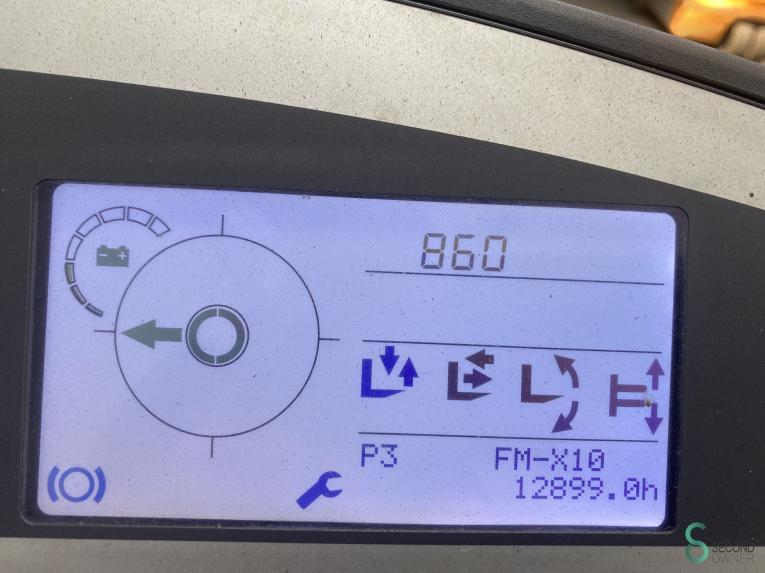 860
P3 FM-X10
12899.0h
SECOND
OWNER